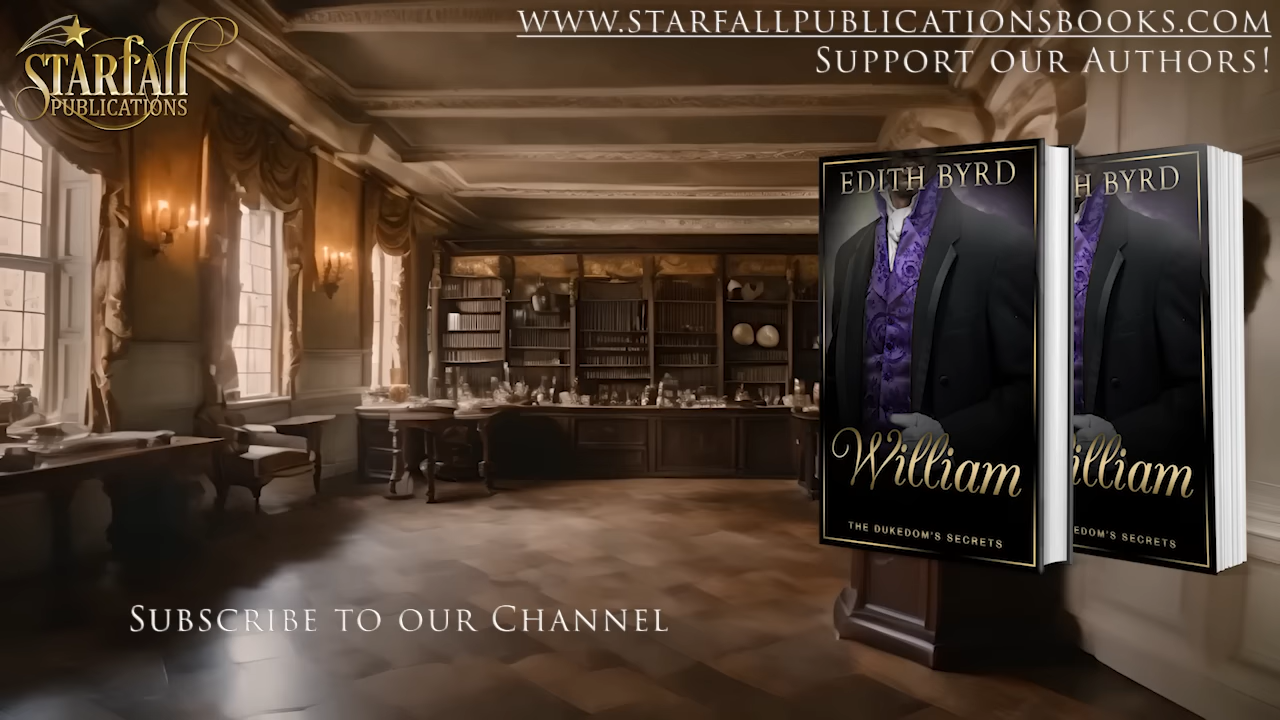 STARfall
PUBLICATIONS
WWW.STARFALLPUBLICATIONSBOOKS.COM
SUPPORT OUR AUTHORS!
EDITH BYRD
William
THE DUKEDOM'S SECRETS
H BYRD
illiam
EDOM'S SECRETS
SUBSCRIBE TO OUR CHANNEL